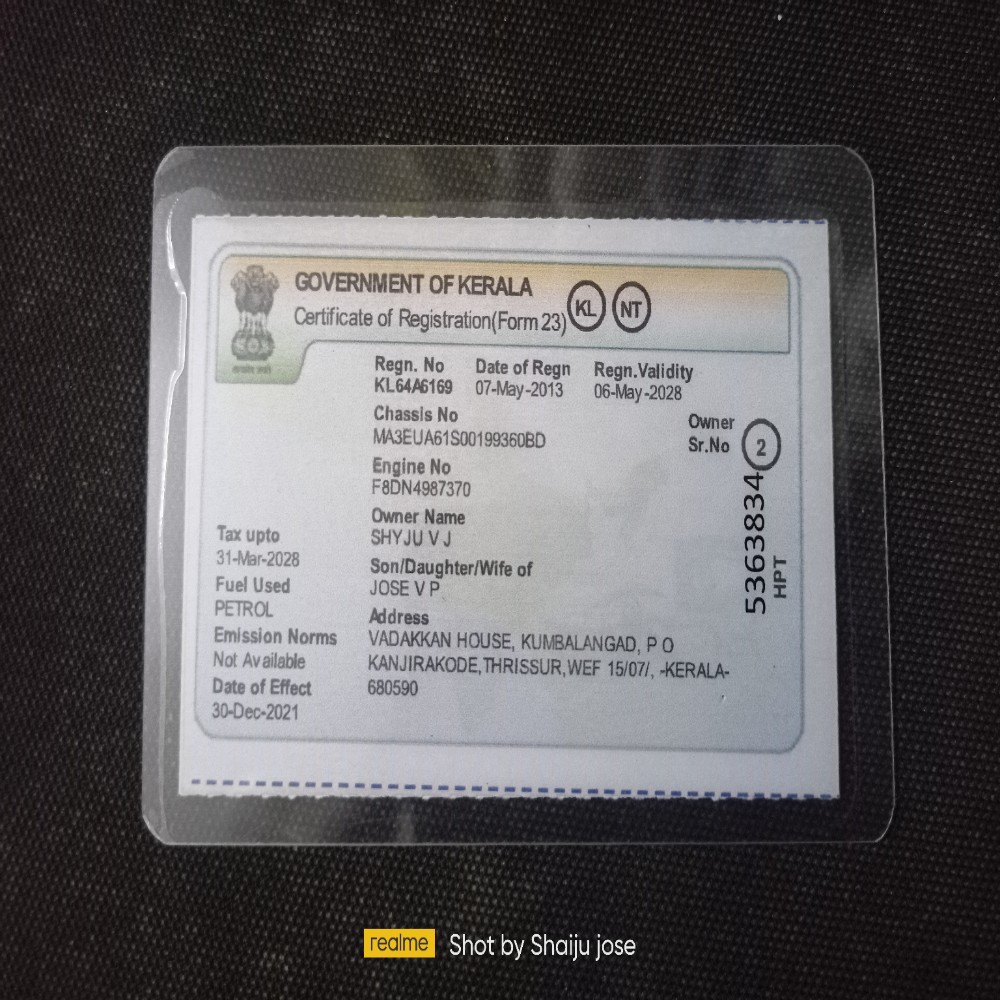 GOVERNMENT OF KERALA
Certificate of Registration(Form 23)
KL NT
Regn. No Date of Regn Regn.Validity
KL64A6169 07-May-2013 06-May-2028
Chassis No
MA3EUA61S00199360BD
Owner
Sr.No 2
Engine No
F8DN4987370
Owner Name
SHYJU V J
Son/Daughter/Wife of
JOSE V P
Address
VADAKKAN HOUSE, KUMBALANGAD, P O
KANJIRAKODE,THRISSUR,WEF 15/07/, -KERALA-
680590
Tax upto
31-Mar-2028
Fuel Used
PETROL
Emission Norms
Not Available
Date of Effect
30-Dec-2021
5363834
HPT
realme Shot by Shaiju jose